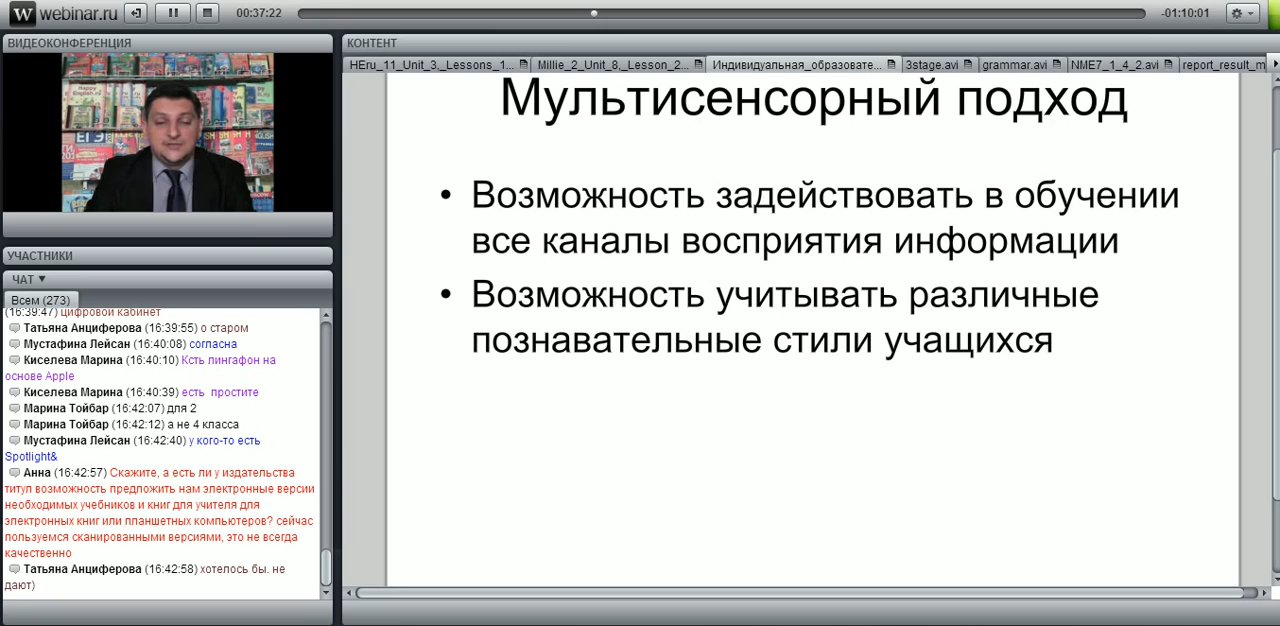 W webinar.ru
00:37:22
-01:10:01
ВИДЕОКОНФЕРЕНЦИЯ
Happy English.ru
ЕГЭ
УЧАСТНИКИ
ЧАТ ▼
Всем (273)
(16:39:47) цифровой кабинет
Татьяна Анциферова (16:39:55) о старом
Мустафина Лейсан (16:40:08) согласна
Киселева Марина (16:40:10) Ксть лингафон на
основе Apple
Киселева Марина (16:40:39) есть простите
Марина Тойбар (16:42:07) для 2
Марина Тойбар (16:42:12) а не 4 класса
Мустафина Лейсан (16:42:40) у кого-то есть
Spotlight&
Анна (16:42:57) Скажите, а есть ли у издательства
титул возможность предложить нам электронные версии
необходимых учебников и книг для учителя для
электронных книг или планшетных компьютеров? сейчас
пользуемся сканированными версиями, это не всегда
качественно
Татьяна Анциферова (16:42:58) хотелось бы. не
дают)
КОНТЕНТ
HEru_11_Unit_3,_Lessons_1... Millie_2_Unit_8,_Lesson_2... Индивидуальная_образовате... 3stage.avi grammar.avi NME7_1_4_2.avi report_result_m
Мультисенсорный подход
• Возможность задействовать в обучении
все каналы восприятия информации
• Возможность учитывать различные
познавательные стили учащихся